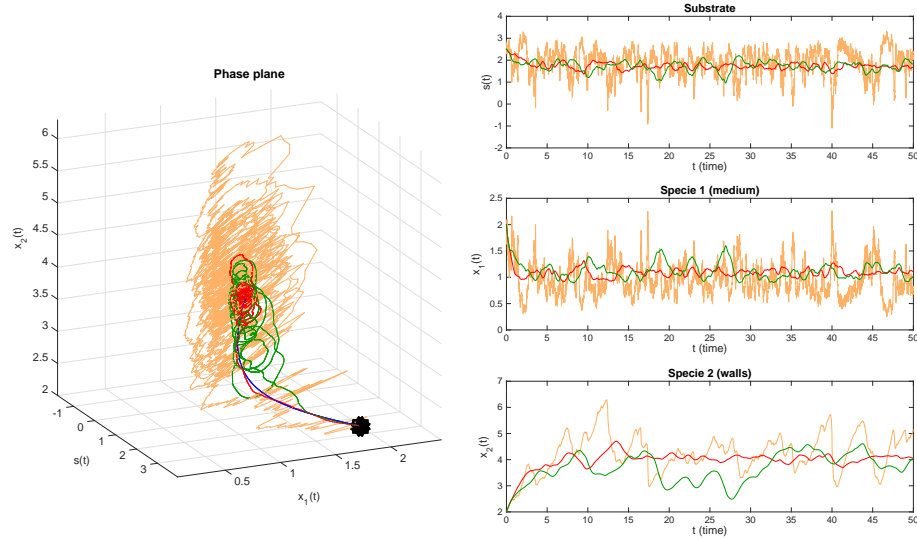 Phase plane
6
5.5
5
4.5
4
3.5
3
2.5
2
x2(t)
-1
0
1
2
3
s(t)
0.5
1
1.5
2
x1(t)
Substrate
4
3
2
1
0
-1
-2
s(t)
0 5 10 15 20 25 30 35 40 45 50
t (time)
Specie 1 (medium)
2.5
2
1.5
1
0.5
0
x1(t)
0 5 10 15 20 25 30 35 40 45 50
t (time)
Specie 2 (walls)
7
6
5
4
3
2
x2(t)
0 5 10 15 20 25 30 35 40 45 50
t (time)